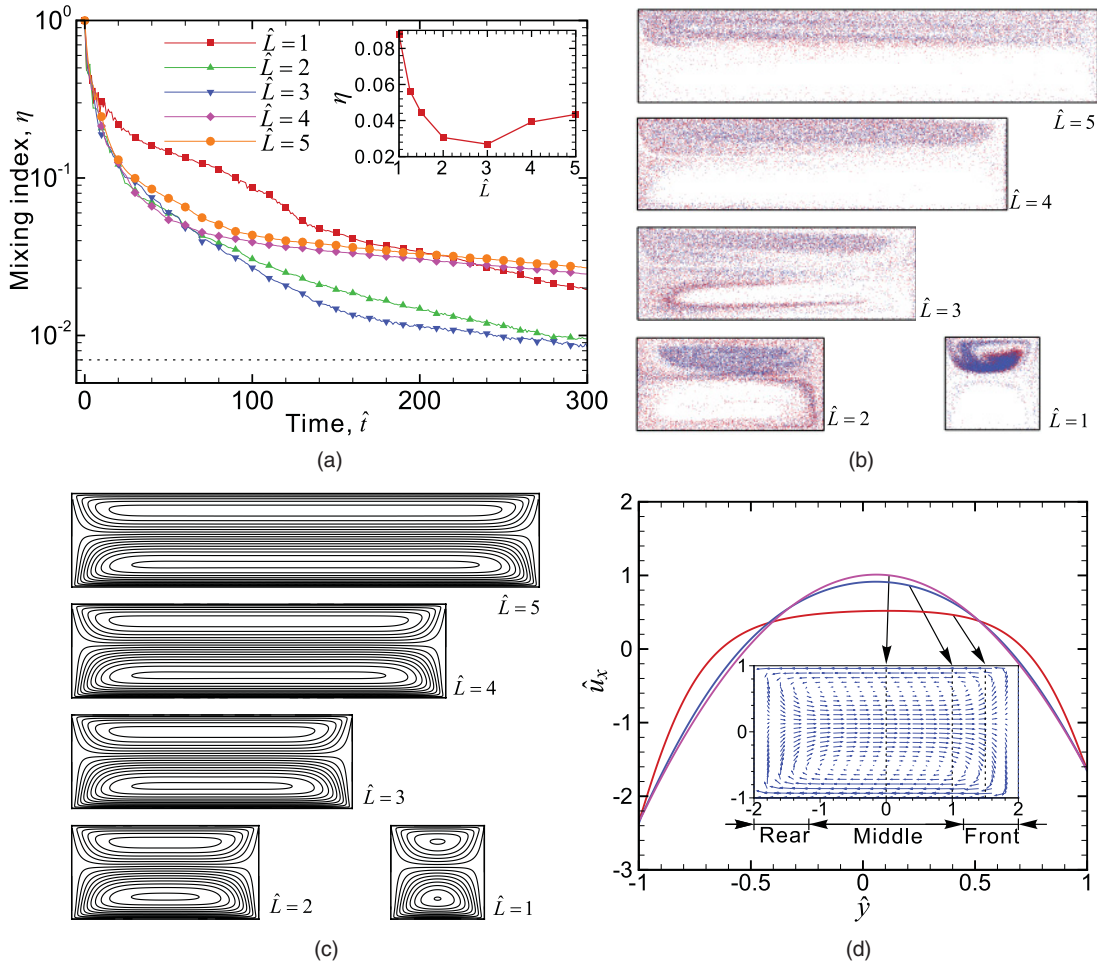 10⁰
10⁻¹
10⁻²
Mixing index, η
0 100 200 300
Time, t̂
L̂ = 1
L̂ = 2
L̂ = 3
L̂ = 4
L̂ = 5
0.08
0.06
0.04
0.02
η
1 2 3 4 5
L̂
(a)
L̂ = 5
L̂ = 4
L̂ = 3
L̂ = 2
L̂ = 1
(b)
L̂ = 5
L̂ = 4
L̂ = 3
L̂ = 2
L̂ = 1
(c)
2
1
0
-1
-2
-3
û_x
-1 -0.5 0 0.5 1
ŷ
1
0
-1
-2 -1 0 1 2
Rear Middle Front
(d)